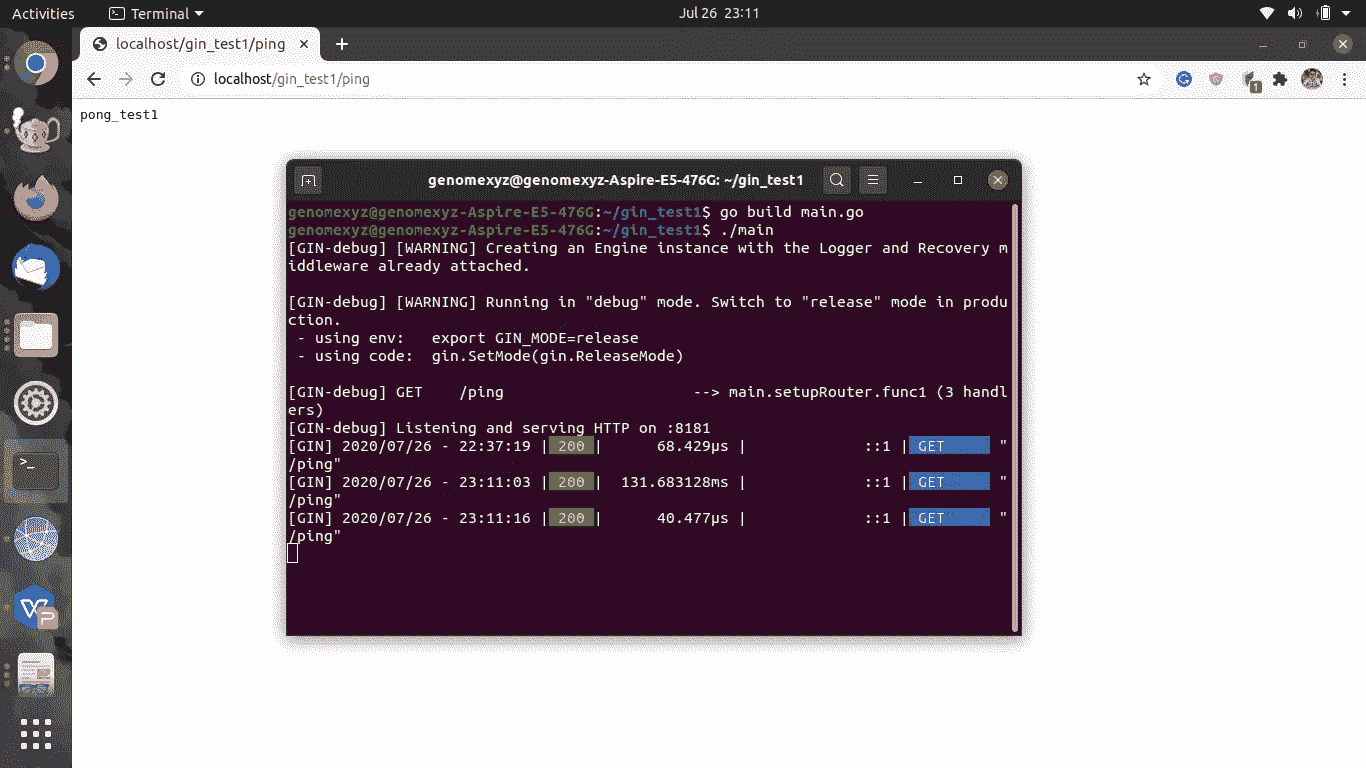 Activities
Terminal
Jul 26 23:11
localhost/gin_test1/ping
localhost/gin_test1/ping
1
pong_test1
genomexyz@genomexyz-Aspire-E5-476G: ~/gin_test1
genomexyz@genomexyz-Aspire-E5-476G:~/gin_test1$ go build main.go
genomexyz@genomexyz-Aspire-E5-476G:~/gin_test1$ ./main
[GIN-debug] [WARNING] Creating an Engine instance with the Logger and Recovery m
iddleware already attached.
[GIN-debug] [WARNING] Running in "debug" mode. Switch to "release" mode in produ
ction.
- using env: export GIN_MODE=release
- using code: gin.SetMode(gin.ReleaseMode)
[GIN-debug] GET /ping --> main.setupRouter.func1 (3 handl
ers)
[GIN-debug] Listening and serving HTTP on :8181
[GIN] 2020/07/26 - 22:37:19 | 200 | 68.429µs | ::1 | GET "
/ping"
[GIN] 2020/07/26 - 23:11:03 | 200 | 131.683128ms | ::1 | GET "
/ping"
[GIN] 2020/07/26 - 23:11:16 | 200 | 40.477µs | ::1 | GET "
/ping"